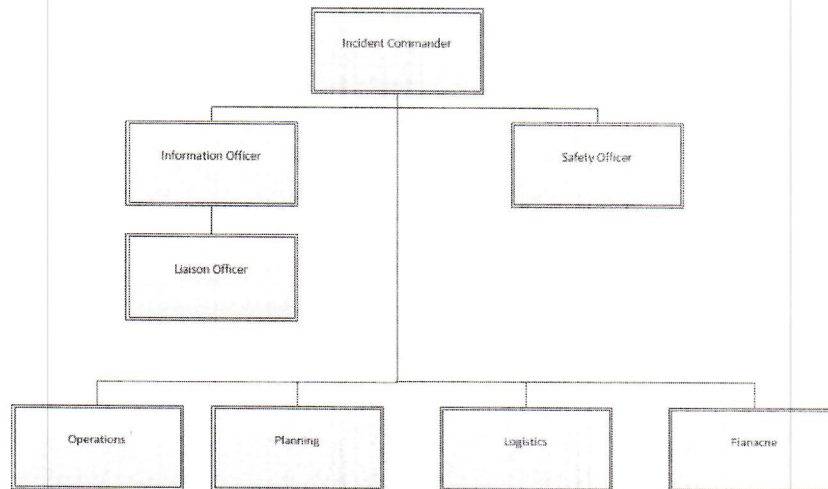 Incident Commander
Information Officer
Safety Officer
Liaison Officer
Operations
Planning
Logistics
Fianacne